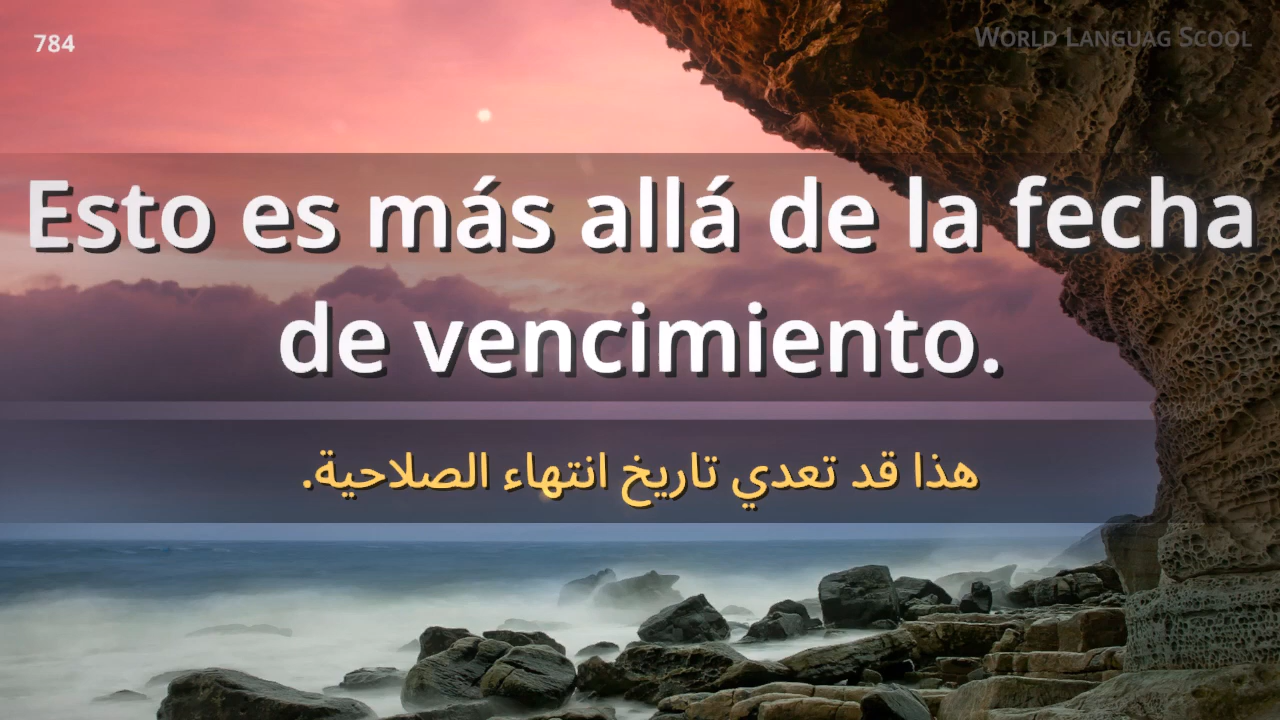 784
World Languag Scool
Esto es más allá de la fecha
de vencimiento.
هذا قد تعدي تاريخ انتهاء الصلاحية.